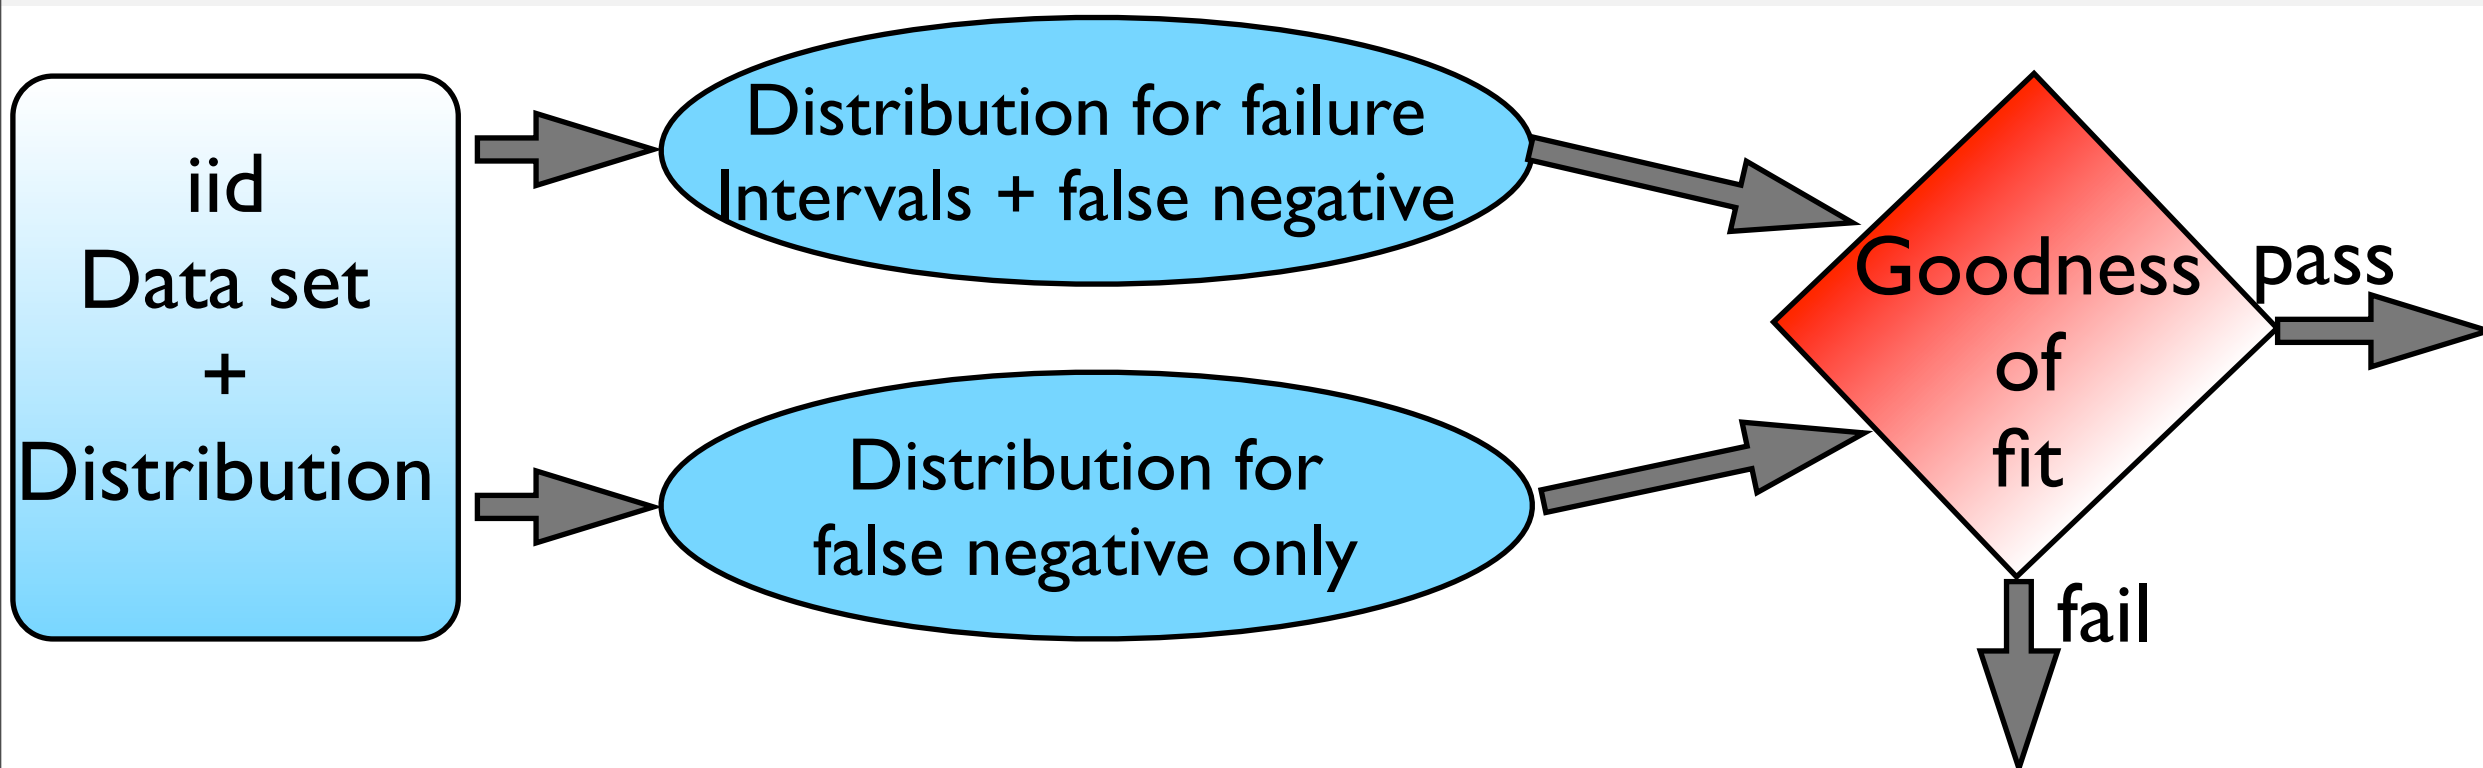 iid
Data set
+
Distribution
Distribution for failure
Intervals + false negative
Distribution for
false negative only
Goodness
of
fit
pass
fail